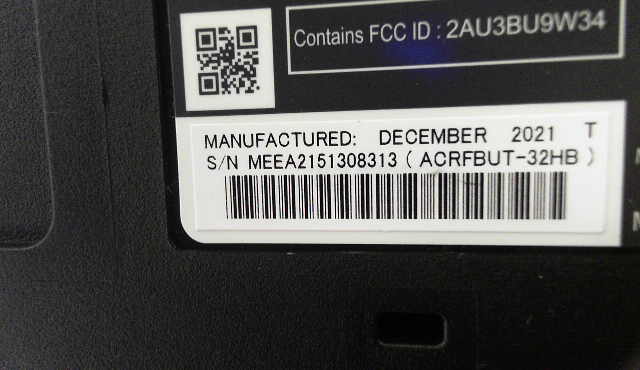 Contains FCC ID : 2AU3BU9W34
MANUFACTURED: DECEMBER 2021 T
S/N MEEA2151308313 ( ACRFBUT-32HB )